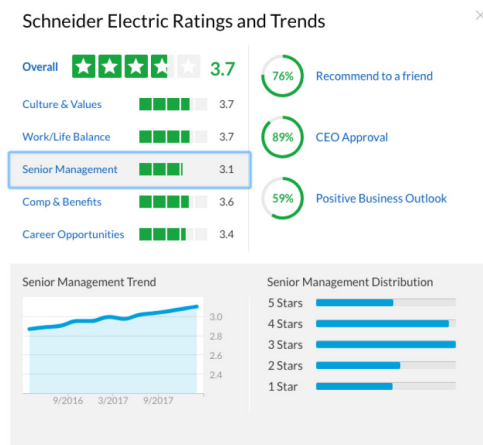 Schneider Electric Ratings and Trends
Overall 3.7
Culture & Values 3.7
Work/Life Balance 3.7
Senior Management 3.1
Comp & Benefits 3.6
Career Opportunities 3.4
76% Recommend to a friend
89% CEO Approval
59% Positive Business Outlook
Senior Management Trend
3.0
2.8
2.6
2.4
9/2016 3/2017 9/2017
Senior Management Distribution
5 Stars
4 Stars
3 Stars
2 Stars
1 Star